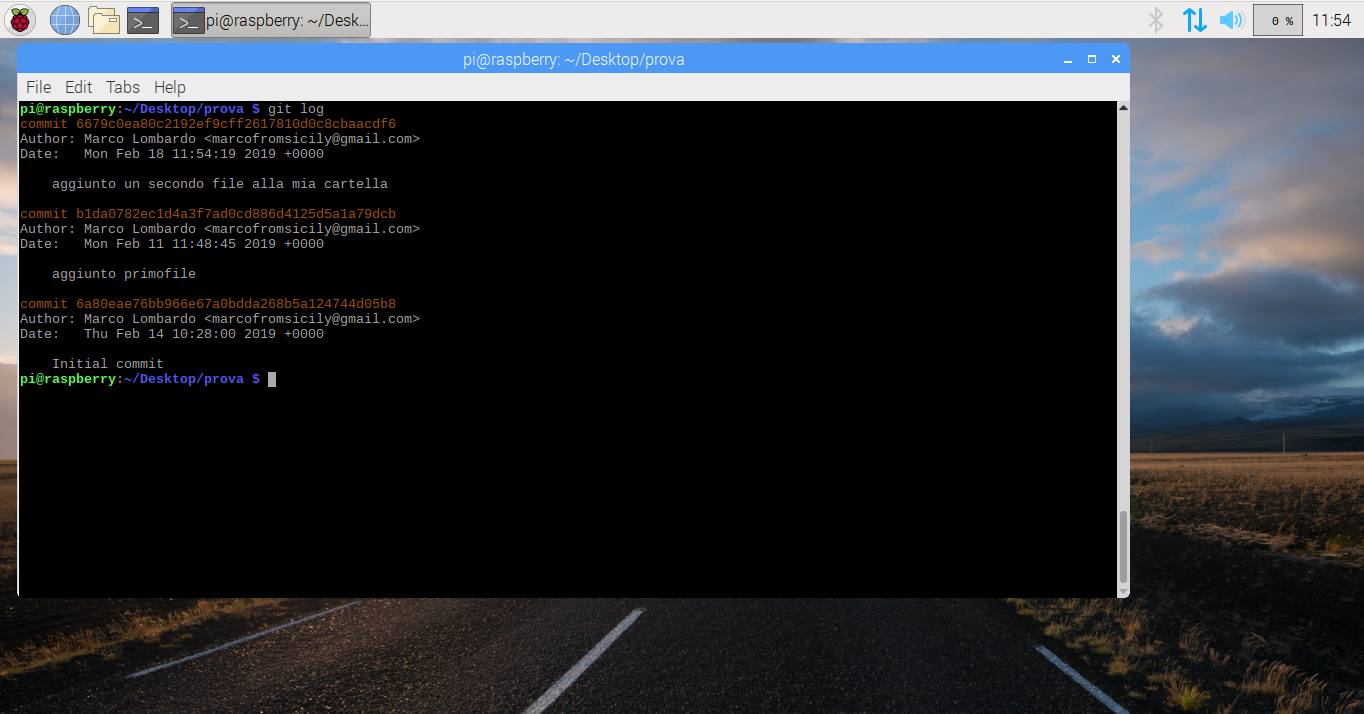 pi@raspberry: ~/Desk...
0 %
11:54
pi@raspberry: ~/Desktop/prova
File Edit Tabs Help
pi@raspberry:~/Desktop/prova $ git log
commit 6679c0ea80c2192ef9cff2617810d0c8cbaacdf6
Author: Marco Lombardo <marcofromsicily@gmail.com>
Date:   Mon Feb 18 11:54:19 2019 +0000
    aggiunto un secondo file alla mia cartella
commit b1da0782ec1d4a3f7ad0cd886d4125d5a1a79dcb
Author: Marco Lombardo <marcofromsicily@gmail.com>
Date:   Mon Feb 11 11:48:45 2019 +0000
    aggiunto primofile
commit 6a80eae76bb966e67a0bdda268b5a124744d05b8
Author: Marco Lombardo <marcofromsicily@gmail.com>
Date:   Thu Feb 14 10:28:00 2019 +0000
    Initial commit
pi@raspberry:~/Desktop/prova $